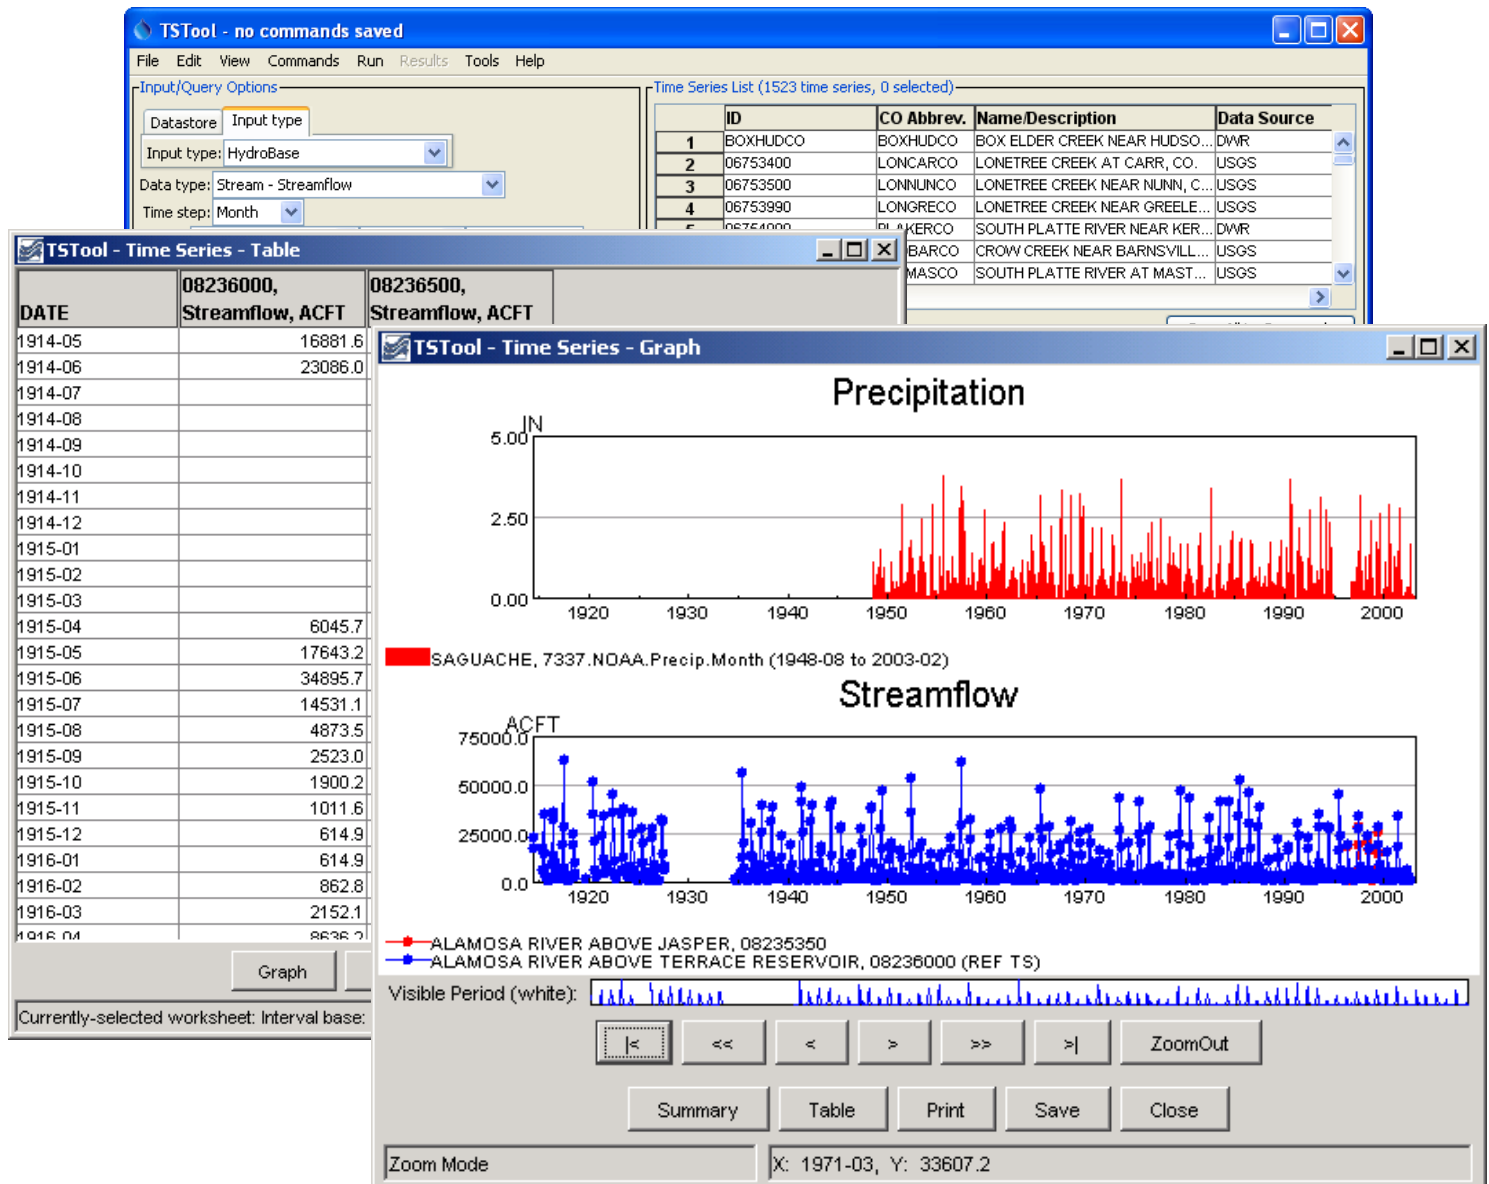 TSTool - no commands saved
File Edit View Commands Run Results Tools Help
Input/Query Options
Datastore Input type
Input type: HydroBase
Data type: Stream - Streamflow
Time step: Month
Time Series List (1523 time series, 0 selected)
ID CO Abbrev. Name/Description Data Source
1 BOXHUDCO BOXHUDCO BOX ELDER CREEK NEAR HUDSO... DWR
2 06753400 LONCARCO LONETREE CREEK AT CARR, CO. USGS
3 06753500 LONNUNCO LONETREE CREEK NEAR NUNN, C... USGS
4 06753990 LONGRECO LONETREE CREEK NEAR GREELE... USGS
SOUTH PLATTE RIVER NEAR KER... DWR
BARCO CROW CREEK NEAR BARNSVILL... USGS
MASCO SOUTH PLATTE RIVER AT MAST... USGS
TSTool - Time Series - Table
DATE 08236000, Streamflow, ACFT 08236500, Streamflow, ACFT
1914-05 16881.6
1914-06 23086.0
1914-07
1914-08
1914-09
1914-10
1914-11
1914-12
1915-01
1915-02
1915-03
1915-04 6045.7
1915-05 17643.2
1915-06 34895.7
1915-07 14531.1
1915-08 4873.5
1915-09 2523.0
1915-10 1900.2
1915-11 1011.6
1915-12 614.9
1916-01 614.9
1916-02 862.8
1916-03 2152.1
1916-04 8636.2
Graph
Currently-selected worksheet: Interval base:
TSTool - Time Series - Graph
Precipitation
IN
5.00
2.50
0.00
1920 1930 1940 1950 1960 1970 1980 1990 2000
SAGUACHE, 7337.NOAA.Precip.Month (1948-08 to 2003-02)
Streamflow
ACFT
75000.0
50000.0
25000.0
0.0
1920 1930 1940 1950 1960 1970 1980 1990 2000
ALAMOSA RIVER ABOVE JASPER, 08235350
ALAMOSA RIVER ABOVE TERRACE RESERVOIR, 08236000 (REF TS)
Visible Period (white):
|< << < > >> >| ZoomOut
Summary Table Print Save Close
Zoom Mode
X: 1971-03, Y: 33607.2